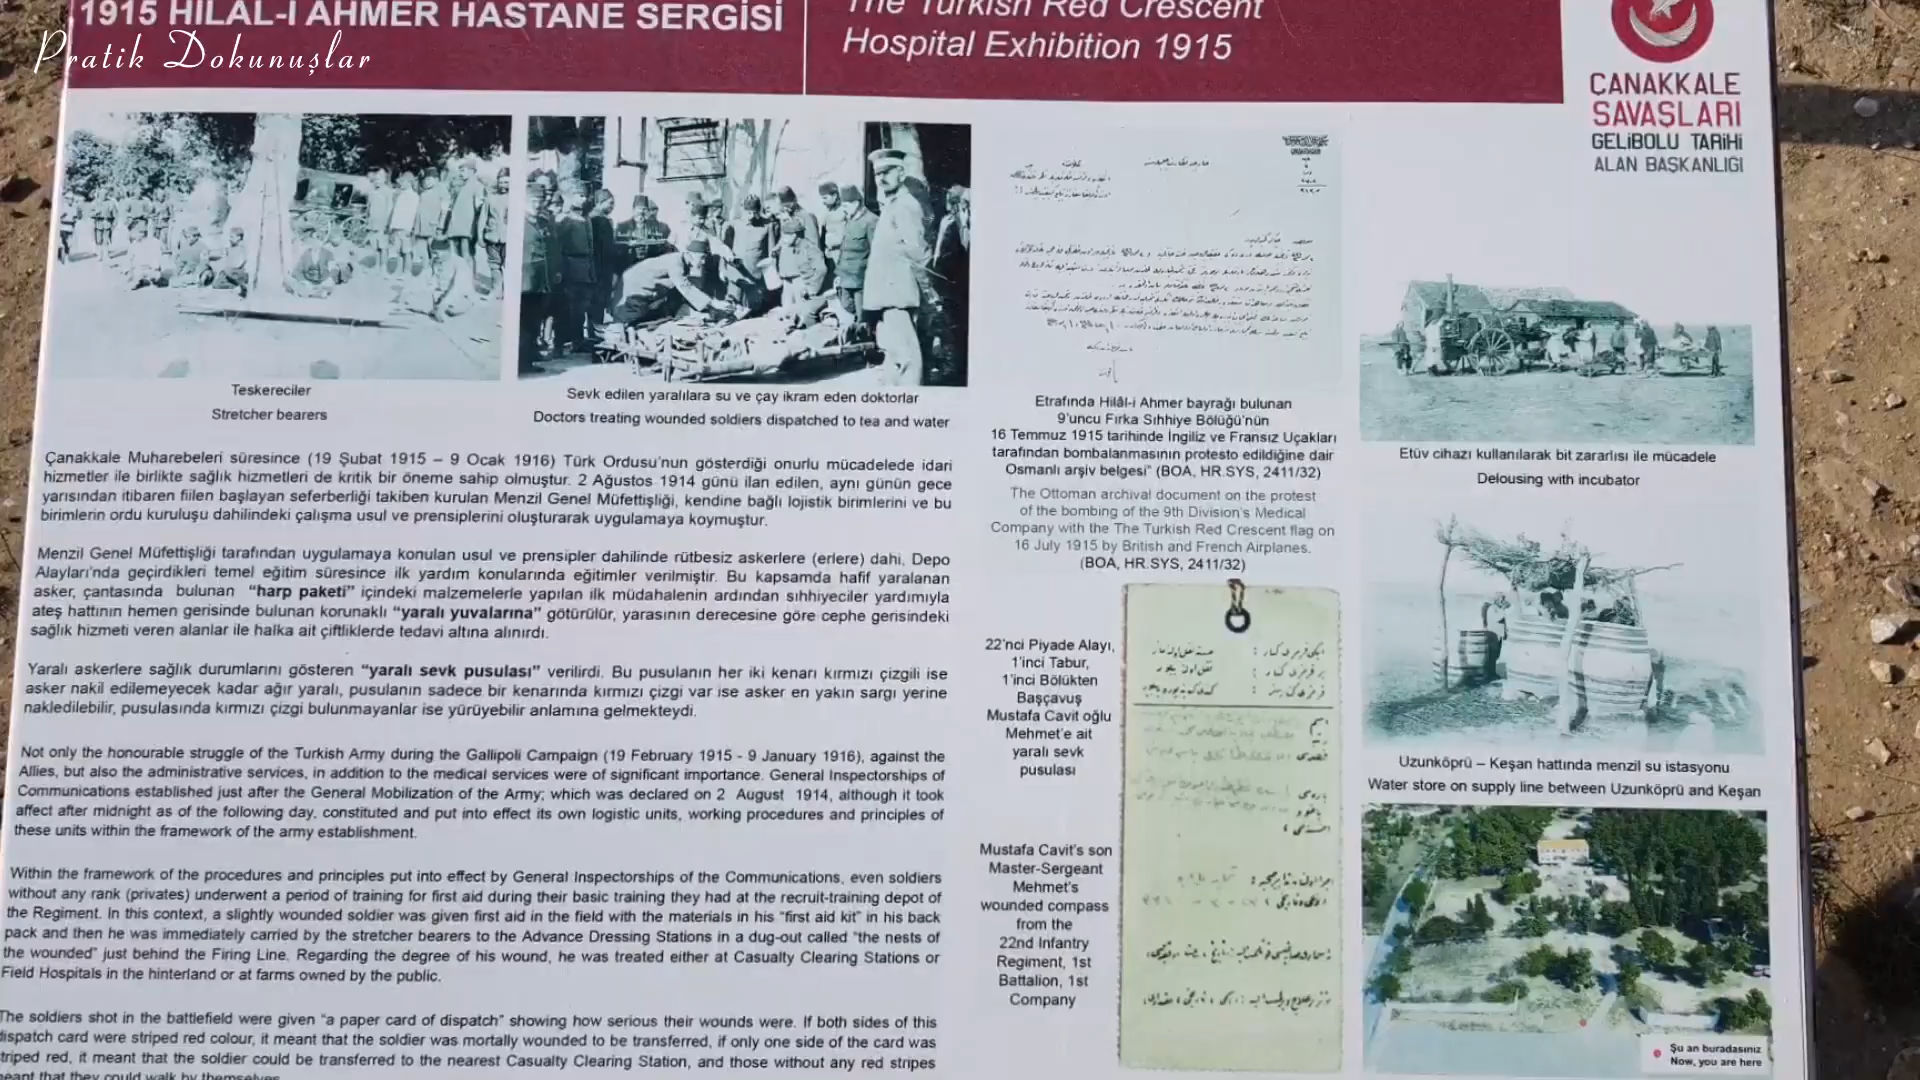 1915 HİLAL-İ AHMER HASTANE SERGİSİ
The Turkish Red Crescent
Hospital Exhibition 1915
Pratik Dokunuşlar
ÇANAKKALE
SAVAŞLARI
GELİBOLU TARİHİ
ALAN BAŞKANLIĞI
Teskereciler
Stretcher bearers
Sevk edilen yaralılara su ve çay ikram eden doktorlar
Doctors treating wounded soldiers dispatched to tea and water
Çanakkale Muharebeleri süresince (19 Şubat 1915 – 9 Ocak 1916) Türk Ordusu'nun gösterdiği onurlu mücadelede idari
hizmetler ile birlikte sağlık hizmetleri de kritik bir öneme sahip olmuştur. 2 Ağustos 1914 günü ilan edilen, aynı günün gece
yarısından itibaren fiilen başlayan seferberliği takiben kurulan Menzil Genel Müfettişliği, kendine bağlı lojistik birimlerini ve bu
birimlerin ordu kuruluşu dahilindeki çalışma usul ve prensiplerini oluşturarak uygulamaya koymuştur.
Menzil Genel Müfettişliği tarafından uygulamaya konulan usul ve prensipler dahilinde rütbesiz askerlere (erlere) dahi, Depo
Alayları'nda geçirdikleri temel eğitim süresince ilk yardım konularında eğitimler verilmiştir. Bu kapsamda hafif yaralanan
asker, çantasında bulunan "harp paketi" içindeki malzemelerle yapılan ilk müdahalenin ardından sıhhiyeciler yardımıyla
ateş hattının hemen gerisinde bulunan korunaklı "yaralı yuvalarına" götürülür, yarasının derecesine göre cephe gerisindeki
sağlık hizmeti veren alanlar ile halka ait çiftliklerde tedavi altına alınırdı.
Yaralı askerlere sağlık durumlarını gösteren "yaralı sevk pusulası" verilirdi. Bu pusulanın her iki kenarı kırmızı çizgili ise
asker nakil edilemeyecek kadar ağır yaralı, pusulanın sadece bir kenarında kırmızı çizgi var ise asker en yakın sargı yerine
nakledilebilir, pusulasında kırmızı çizgi bulunmayanlar ise yürüyebilir anlamına gelmekteydi.
Not only the honourable struggle of the Turkish Army during the Gallipoli Campaign (19 February 1915 - 9 January 1916), against the
Allies, but also the administrative services, in addition to the medical services were of significant importance. General Inspectorships of
Communications established just after the General Mobilization of the Army; which was declared on 2 August 1914, although it took
affect after midnight as of the following day, constituted and put into effect its own logistic units, working procedures and principles of
these units within the framework of the army establishment.
Within the framework of the procedures and principles put into effect by General Inspectorships of the Communications, even soldiers
without any rank (privates) underwent a period of training for first aid during their basic training they had at the recruit-training depot of
the Regiment. In this context, a slightly wounded soldier was given first aid in the field with the materials in his "first aid kit" in his back
pack and then he was immediately carried by the stretcher bearers to the Advance Dressing Stations in a dug-out called "the nests of
the wounded" just behind the Firing Line. Regarding the degree of his wound, he was treated either at Casualty Clearing Stations or
Field Hospitals in the hinterland or at farms owned by the public.
The soldiers shot in the battlefield were given "a paper card of dispatch" showing how serious their wounds were. If both sides of this
dispatch card were striped red colour, it meant that the soldier was mortally wounded to be transferred, if only one side of the card was
striped red, it meant that the soldier could be transferred to the nearest Casualty Clearing Station, and those without any red stripes
meant that they could walk by themselves
Etrafında Hilâl-i Ahmer bayrağı bulunan
9'uncu Fırka Sıhhiye Bölüğü'nün
16 Temmuz 1915 tarihinde İngiliz ve Fransız Uçakları
tarafından bombalanmasının protesto edildiğine dair
Osmanlı arşiv belgesi" (BOA, HR.SYS, 2411/32)
The Ottoman archival document on the protest
of the bombing of the 9th Division's Medical
Company with the The Turkish Red Crescent flag on
16 July 1915 by British and French Airplanes.
(BOA, HR.SYS, 2411/32)
22'nci Piyade Alayı,
1'inci Tabur,
1'inci Bölükten
Başçavuş
Mustafa Cavit oğlu
Mehmet'e ait
yaralı sevk
pusulası
Mustafa Cavit's son
Master-Sergeant
Mehmet's
wounded compass
from the
22nd Infantry
Regiment, 1st
Battalion, 1st
Company
Etüv cihazı kullanılarak bit zararlısı ile mücadele
Delousing with incubator
Uzunköprü – Keşan hattında menzil su istasyonu
Water store on supply line between Uzunköprü and Keşan
Şu an buradasınız
Now, you are here